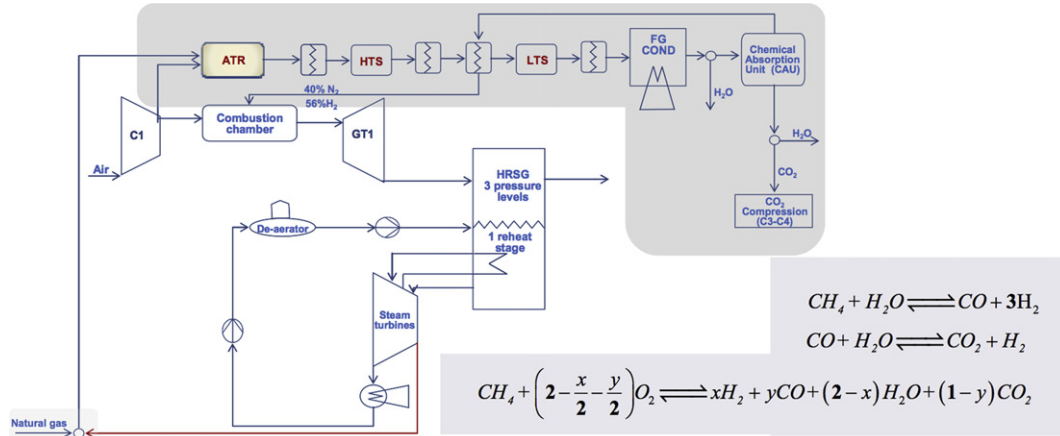 ATR
HTS
LTS
FG
COND
Chemical
Absorption
Unit (CAU)
H₂O
40% N₂
56%H₂
C1
Combustion
chamber
GT1
Air
H₂O
CO₂
CO₂
Compression
(C3-C4)
HRSG
3 pressure
levels
De-aerator
1 reheat
stage
Steam
turbines
Natural gas
CH₄ + H₂O ⇌ CO + 3H₂
CO + H₂O ⇌ CO₂ + H₂
CH₄ + (2 − x/2 − y/2)O₂ ⇌ xH₂ + yCO + (2 − x)H₂O + (1 − y)CO₂